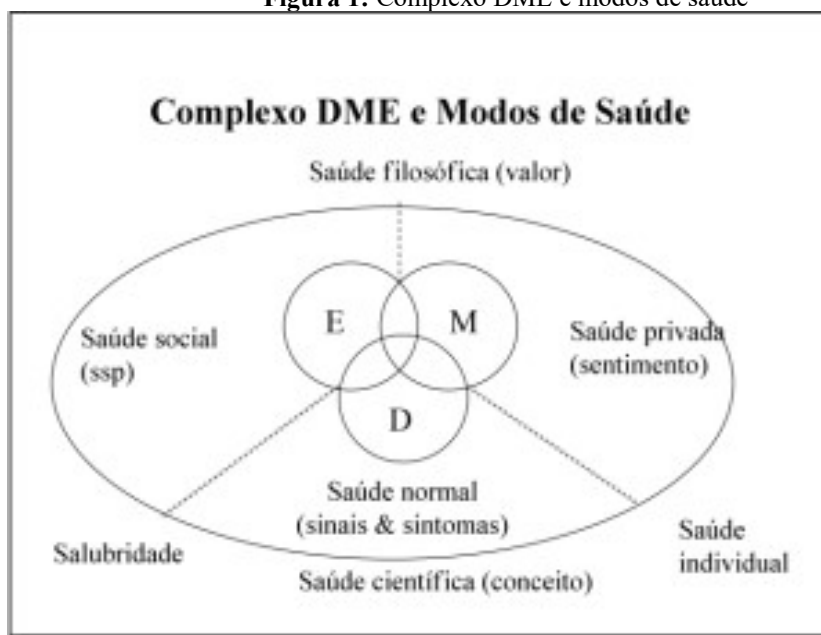 Figura 1: Complexo DME e modos de saúde
Complexo DME e Modos de Saúde
Saúde filosófica (valor)
E
M
Saúde social
(ssp)
Saúde privada
(sentimento)
D
Saúde normal
(sinais & sintomas)
Salubridade
Saúde
individual
Saúde científica (conceito)